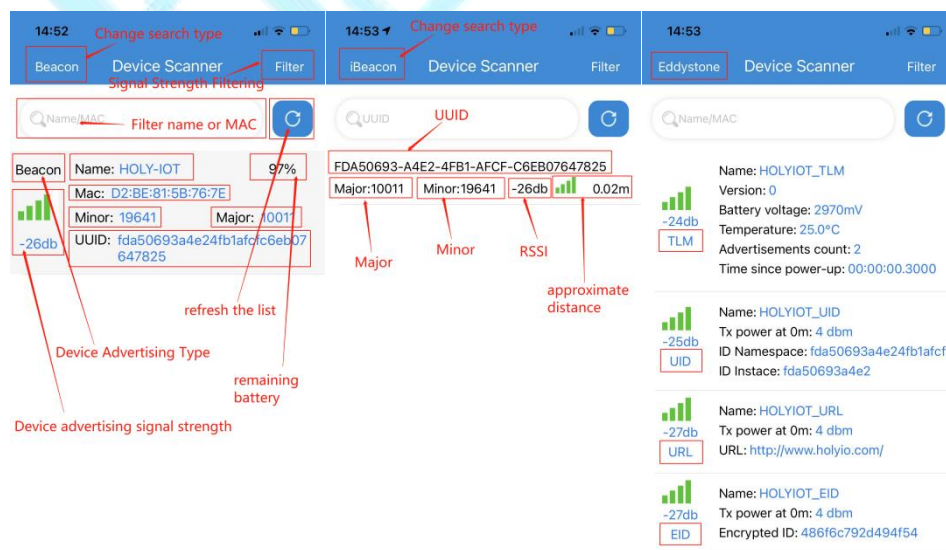 14:52
Change search type
Beacon
Device Scanner
Filter
Signal Strength Filtering
Name/MAC
Filter name or MAC
Beacon
Name: HOLY-IOT
97%
Mac: D2:BE:81:5B:76:7E
Minor: 19641
Major: 10011
-26db
UUID: fda50693a4e24fb1afcfc6eb07
647825
refresh the list
Device Advertising Type
remaining
battery
Device advertising signal strength
14:53
Change search type
iBeacon
Device Scanner
Filter
UUID
UUID
FDA50693-A4E2-4FB1-AFCF-C6EB07647825
Major:10011
Minor:19641
-26db
0.02m
Major
Minor
RSSI
approximate
distance
14:53
Eddystone
Device Scanner
Filter
Name/MAC
Name: HOLYIOT_TLM
Version: 0
Battery voltage: 2970mV
-24db
Temperature: 25.0°C
TLM
Advertisements count: 2
Time since power-up: 00:00:00.3000
Name: HOLYIOT_UID
Tx power at 0m: 4 dbm
-25db
ID Namespace: fda50693a4e24fb1afcf
UID
ID Instace: fda50693a4e2
Name: HOLYIOT_URL
-27db
Tx power at 0m: 4 dbm
URL
URL: http://www.holyio.com/
Name: HOLYIOT_EID
-27db
Tx power at 0m: 4 dbm
EID
Encrypted ID: 486f6c792d494f54